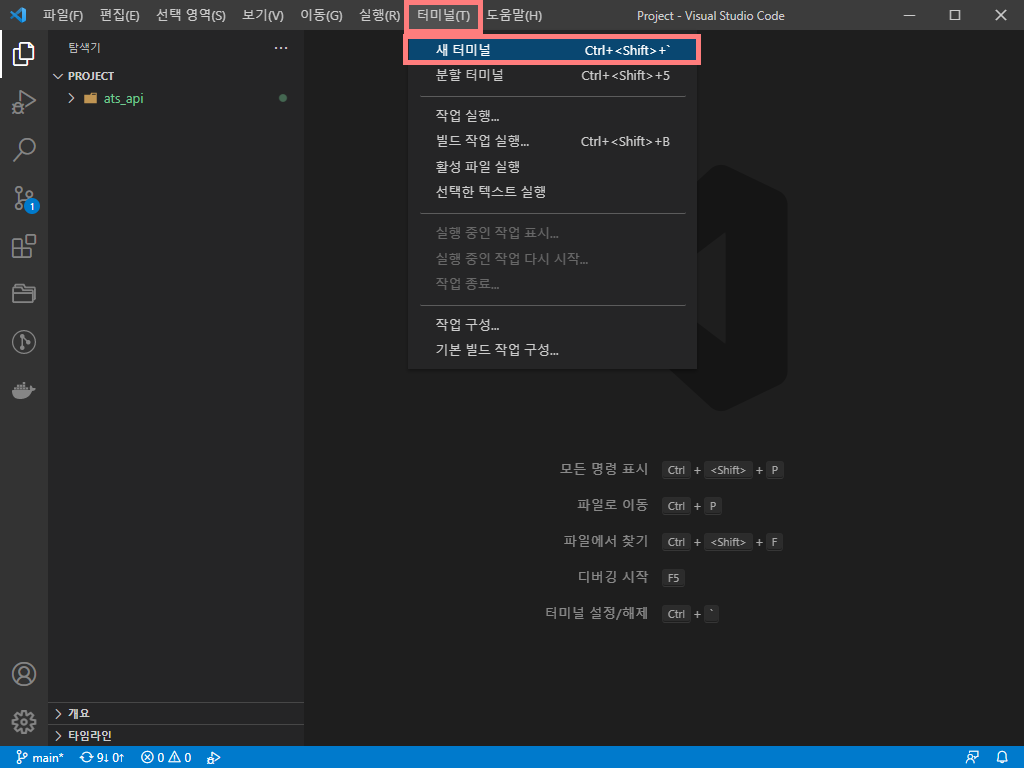 파일(F) 편집(E) 선택 영역(S) 보기(V) 이동(G) 실행(R) 터미널(T) 도움말(H) Project - Visual Studio Code
탐색기
PROJECT
ats_api
새 터미널 Ctrl+<Shift>+`
분할 터미널 Ctrl+<Shift>+5
작업 실행...
빌드 작업 실행... Ctrl+<Shift>+B
활성 파일 실행
선택한 텍스트 실행
실행 중인 작업 표시...
실행 중인 작업 다시 시작...
작업 종료...
작업 구성...
기본 빌드 작업 구성...
1
모든 명령 표시 Ctrl + <Shift> + P
파일로 이동 Ctrl + P
파일에서 찾기 Ctrl + <Shift> + F
디버깅 시작 F5
터미널 설정/해제 Ctrl + `
개요
타임라인
main* 9↓ 0↑ 0 0